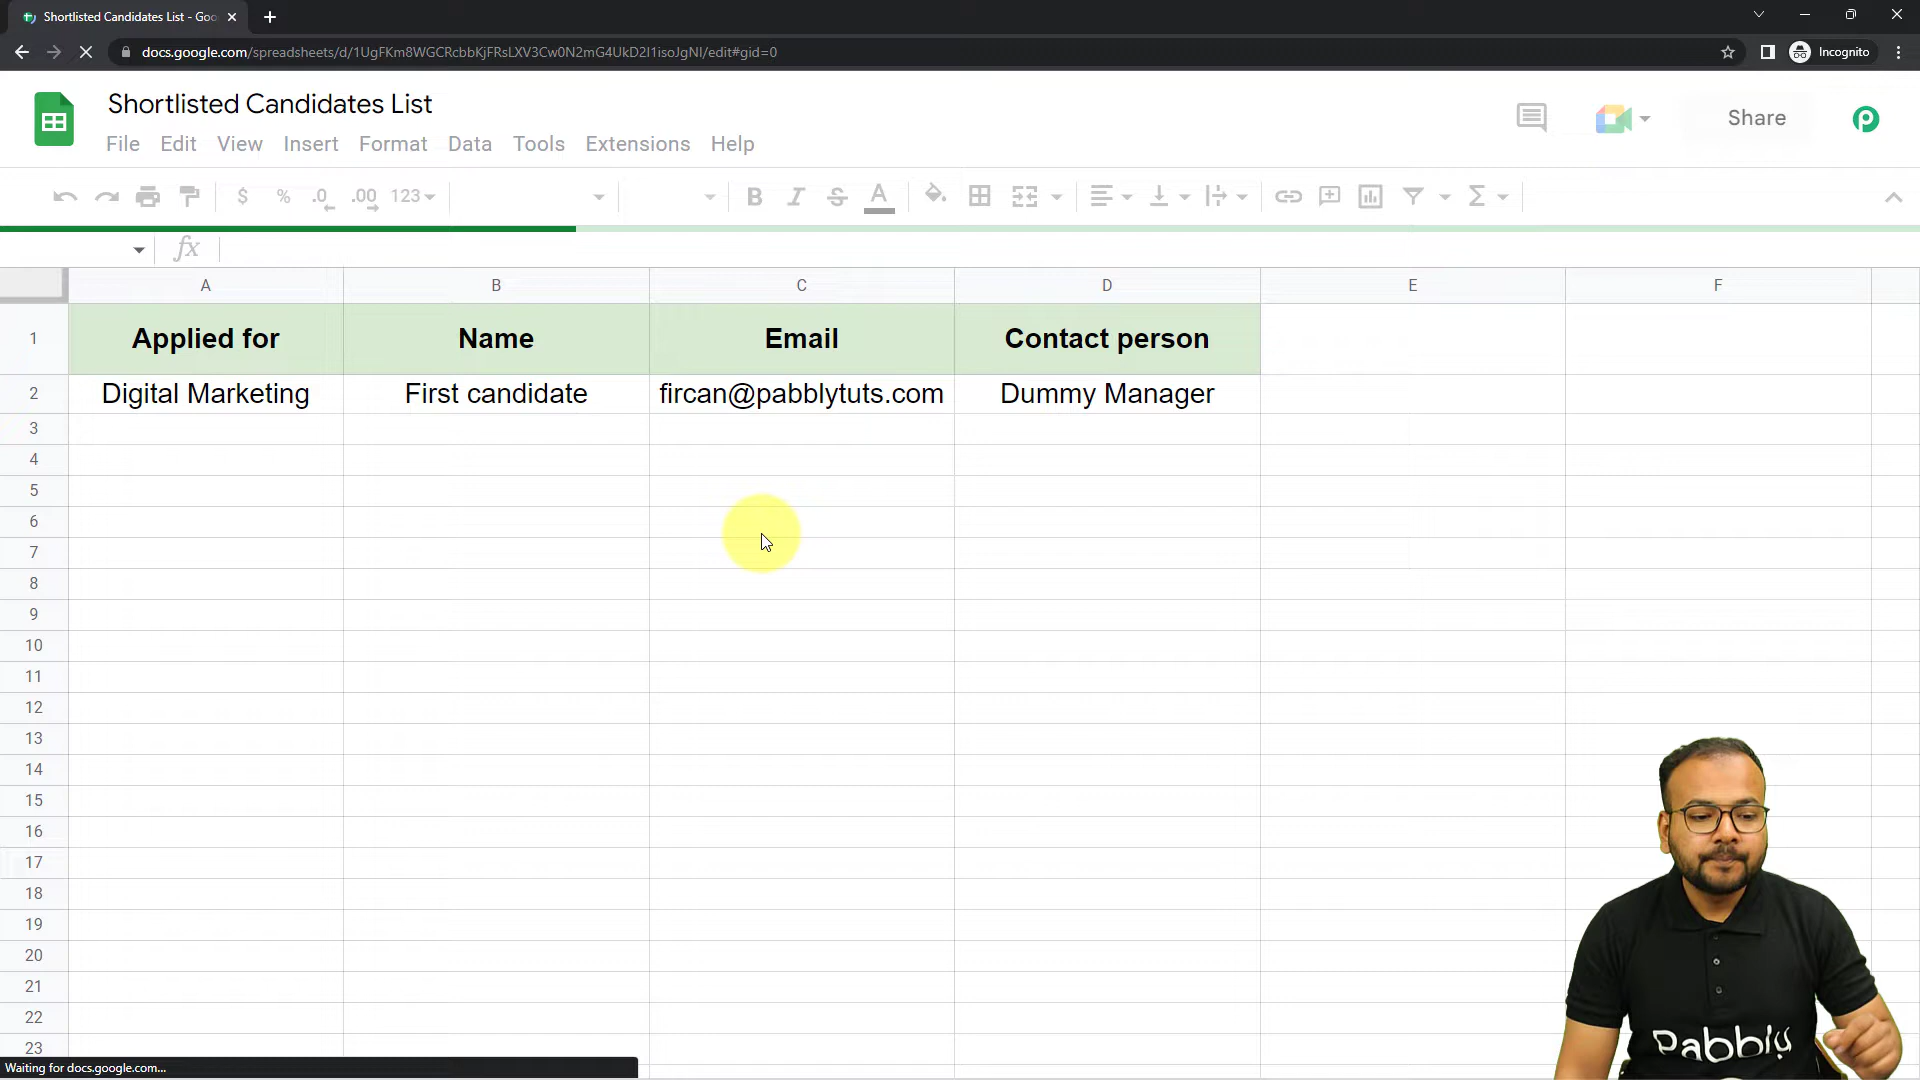 Shortlisted Candidates List - Goo
docs.google.com/spreadsheets/d/1UgFKm8WGCRcbbKjFRsLXV3Cw0N2mG4UkD2I1isoJgNI/edit#gid=0
Incognito
Shortlisted Candidates List
Share
File Edit View Insert Format Data Tools Extensions Help
$ % .0 .00 123
B I S A
fx
A B C D E F
1 Applied for Name Email Contact person
2 Digital Marketing First candidate fircan@pabblytuts.com Dummy Manager
3
4
5
6
7
8
9
10
11
12
13
14
15
16
17
18
19
20
21
22
23
Pabbly
Waiting for docs.google.com...